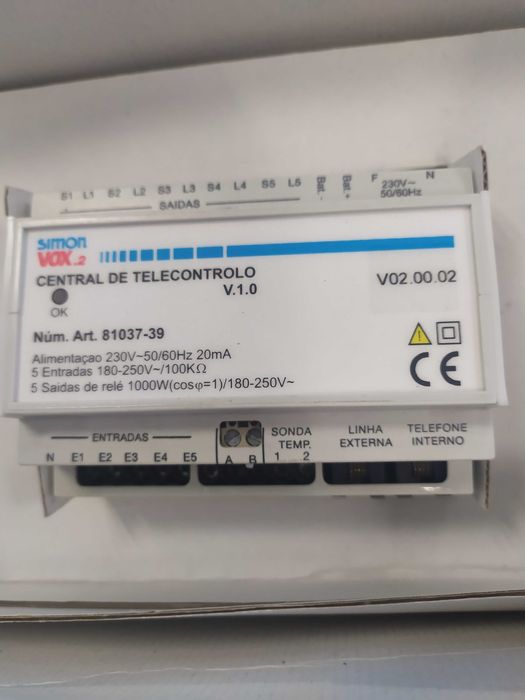 S1 L1 S2 L2 S3 L3 S4 L4 S5 L5 Bat. - Bat. + F 230V~ 50/60Hz N
SAIDAS
simon
VOX.2
CENTRAL DE TELECONTROLO
V.1.0
V02.00.02
OK
Núm. Art. 81037-39
Alimentaçao 230V~50/60Hz 20mA
5 Entradas 180-250V~/100KΩ
5 Saidas de relé 1000W(cosφ=1)/180-250V~
CE
ENTRADAS
N E1 E2 E3 E4 E5
A B
SONDA
TEMP.
1 2
LINHA
EXTERNA
TELEFONE
INTERNO